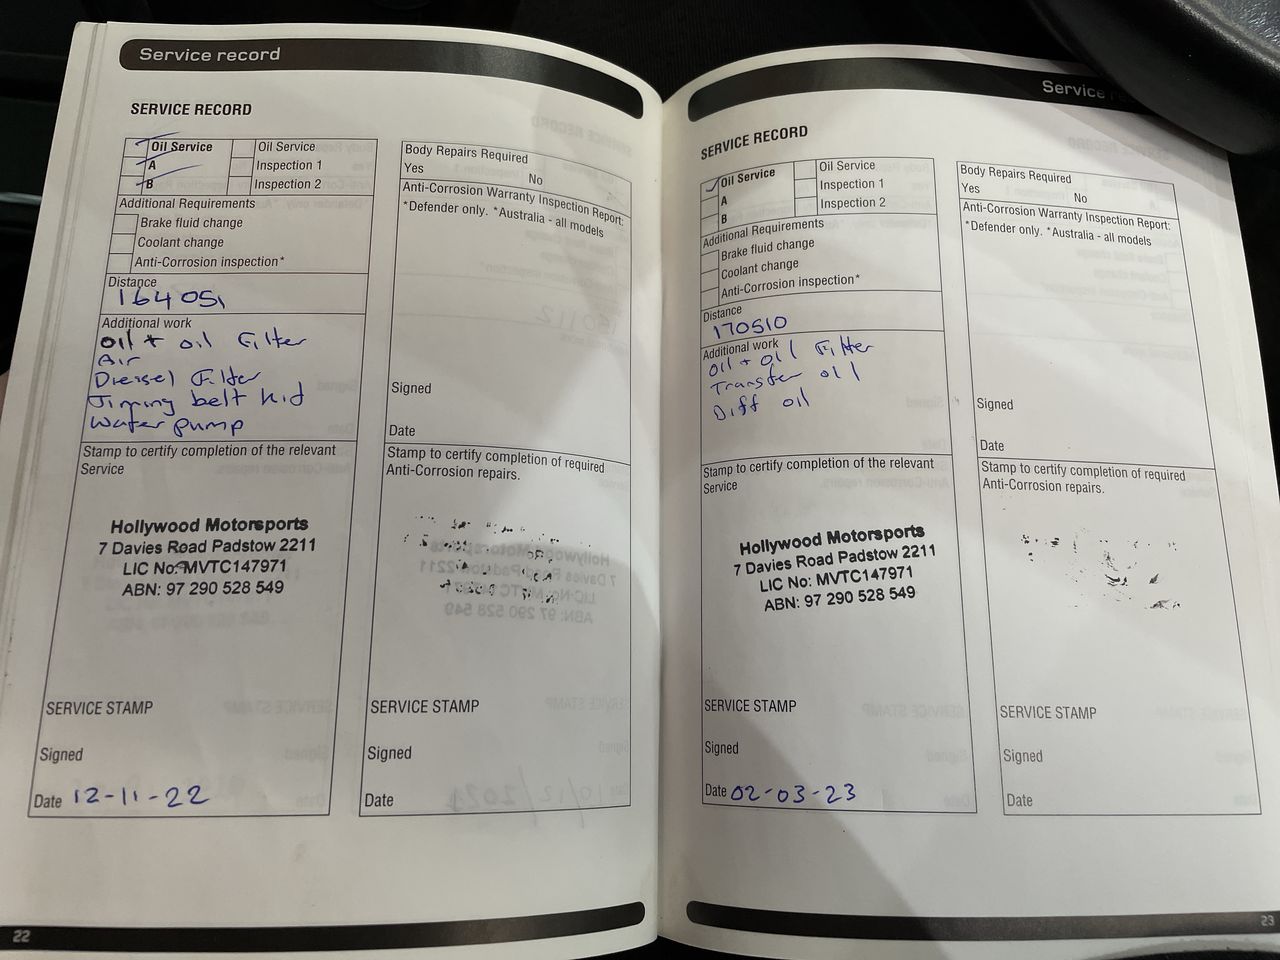 Service record
SERVICE RECORD
Oil Service
A
B
Oil Service
Inspection 1
Inspection 2
Additional Requirements
Brake fluid change
Coolant change
Anti-Corrosion inspection*
Distance
164051
Additional work
oil + oil Filter
Air
Diessel Filter
Timing belt kid
Water pump
Stamp to certify completion of the relevant
Service
Hollywood Motorsports
7 Davies Road Padstow 2211
LIC No: MVTC147971
ABN: 97 290 528 549
SERVICE STAMP
Signed
Date 12-11-22
Body Repairs Required
Yes No
Anti-Corrosion Warranty Inspection Report:
*Defender only. *Australia - all models
Signed
Date
Stamp to certify completion of required
Anti-Corrosion repairs.
SERVICE STAMP
Signed
Date
22
Service
SERVICE RECORD
Oil Service
A
B
Oil Service
Inspection 1
Inspection 2
Additional Requirements
Brake fluid change
Coolant change
Anti-Corrosion inspection*
Distance
170510
Additional work
oil + oil Filter
Transfer oil
Diff oil
Stamp to certify completion of the relevant
Service
Hollywood Motorsports
7 Davies Road Padstow 2211
LIC No: MVTC147971
ABN: 97 290 528 549
SERVICE STAMP
Signed
Date 02-03-23
Body Repairs Required
Yes No
Anti-Corrosion Warranty Inspection Report:
*Defender only. *Australia - all models
Signed
Date
Stamp to certify completion of required
Anti-Corrosion repairs.
SERVICE STAMP
Signed
Date
23